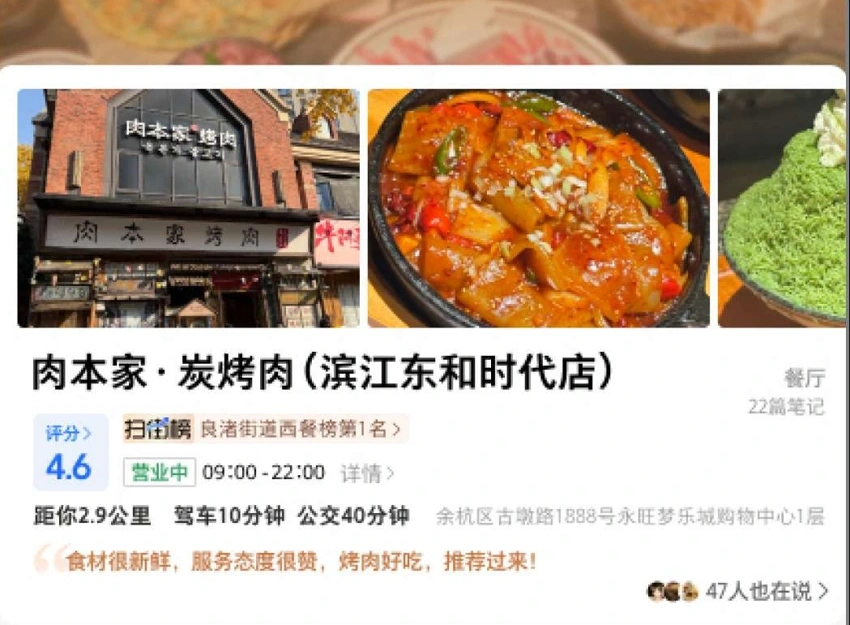 肉本家 烤肉
肉本家烤肉
肉本家·炭烤肉(滨江东和时代店)
餐厅
22篇笔记
评分>
4.6
扫街榜 良渚街道西餐榜第1名>
营业中 09:00-22:00 详情>
距你2.9公里 驾车10分钟 公交40分钟 余杭区古墩路1888号永旺梦乐城购物中心1层
食材很新鲜，服务态度很赞，烤肉好吃，推荐过来!
47人也在说>